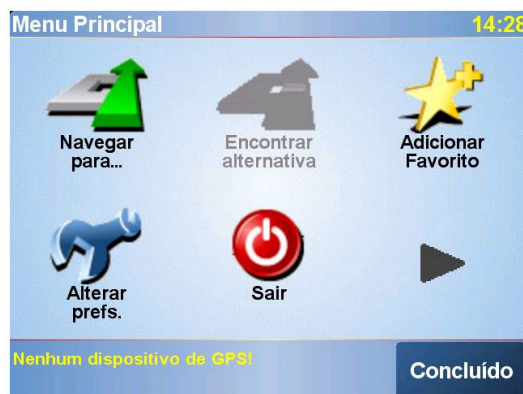 Menu Principal 14:28
Navegar
para...
Encontrar
alternativa
Adicionar
Favorito
Alterar
prefs.
Sair
Nenhum dispositivo de GPS!
Concluído